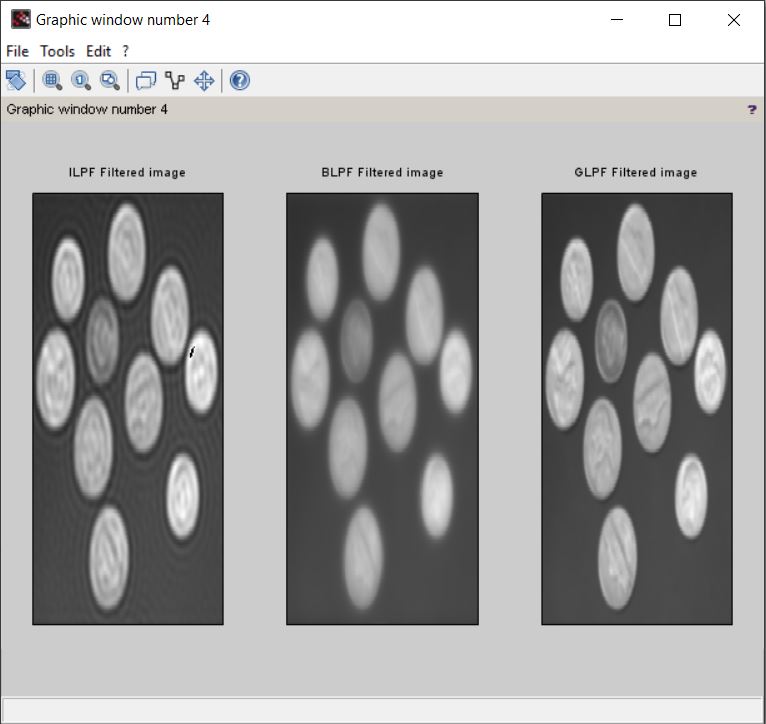 Graphic window number 4
File Tools Edit ?
Graphic window number 4
?
ILPF Filtered image
BLPF Filtered image
GLPF Filtered image